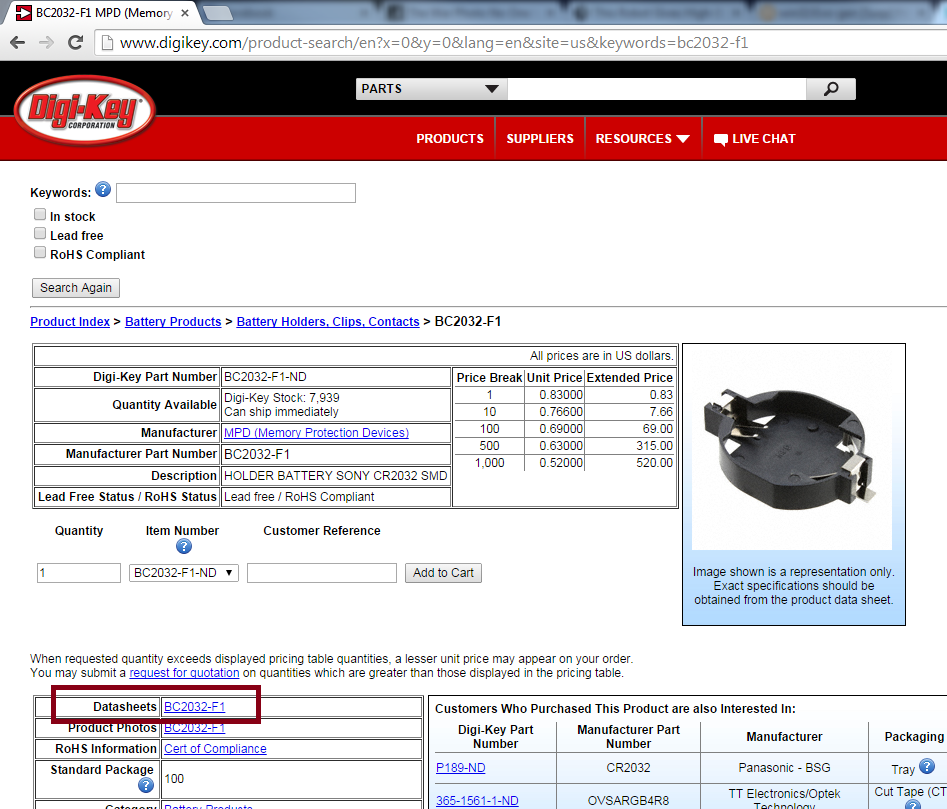 BC2032-F1 MPD (Memory
www.digikey.com/product-search/en?x=0&y=0&lang=en&site=us&keywords=bc2032-f1
Digi-Key®
CORPORATION
PARTS
PRODUCTS SUPPLIERS RESOURCES LIVE CHAT
Keywords: ?
In stock
Lead free
RoHS Compliant
Search Again
Product Index > Battery Products > Battery Holders, Clips, Contacts > BC2032-F1
All prices are in US dollars.
Digi-Key Part Number BC2032-F1-ND
Quantity Available Digi-Key Stock: 7,939
Can ship immediately
Manufacturer MPD (Memory Protection Devices)
Manufacturer Part Number BC2032-F1
Description HOLDER BATTERY SONY CR2032 SMD
Lead Free Status / RoHS Status Lead free / RoHS Compliant
Price Break Unit Price Extended Price
1 0.83000 0.83
10 0.76600 7.66
100 0.69000 69.00
500 0.63000 315.00
1,000 0.52000 520.00
Image shown is a representation only.
Exact specifications should be
obtained from the product data sheet.
Quantity Item Number Customer Reference
?
1 BC2032-F1-ND Add to Cart
When requested quantity exceeds displayed pricing table quantities, a lesser unit price may appear on your order.
You may submit a request for quotation on quantities which are greater than those displayed in the pricing table.
Datasheets BC2032-F1
Product Photos BC2032-F1
RoHS Information Cert of Compliance
Standard Package ? 100
Category Battery Products
Customers Who Purchased This Product are also Interested In:
Digi-Key Part Number Manufacturer Part Number Manufacturer Packaging
P189-ND CR2032 Panasonic - BSG Tray ?
365-1561-1-ND OVSARGB4R8 TT Electronics/Optek Technology Cut Tape (CT ?